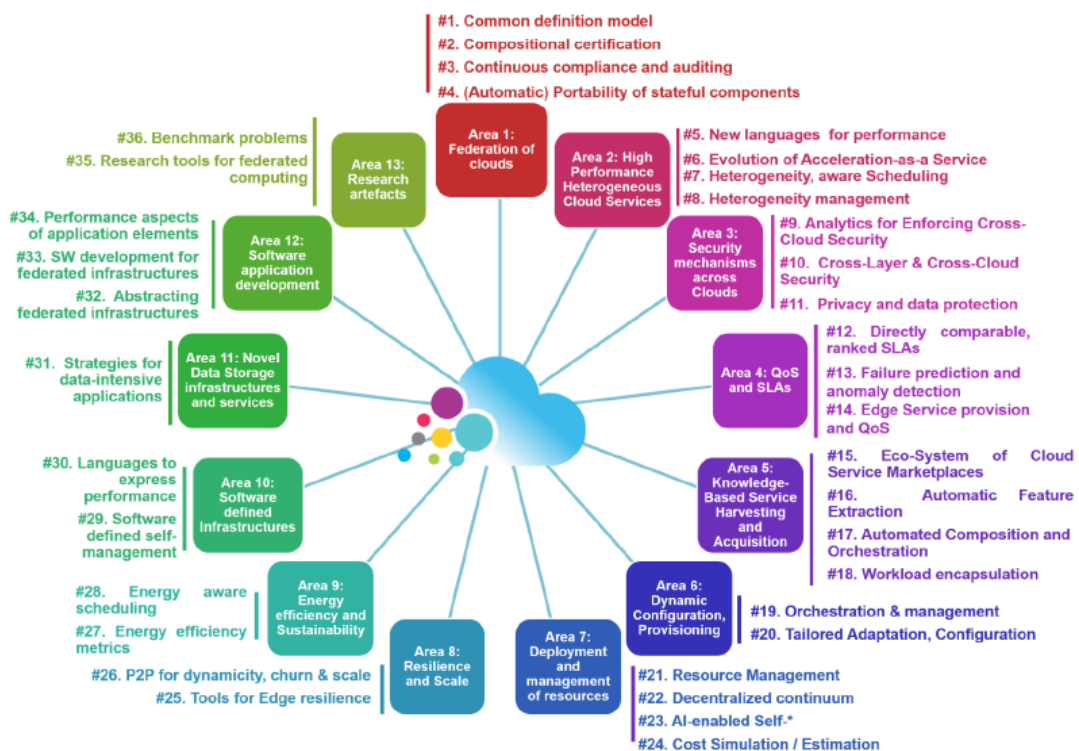 #1. Common definition model
#2. Compositional certification
#3. Continuous compliance and auditing
#4. (Automatic) Portability of stateful components
Area 1:
Federation of
clouds
Area 2: High
Performance
Heterogeneous
Cloud Services
#5. New languages for performance
#6. Evolution of Acceleration-as-a Service
#7. Heterogeneity, aware Scheduling
#8. Heterogeneity management
Area 3:
Security
mechanisms
across
Clouds
#9. Analytics for Enforcing Cross-
Cloud Security
#10. Cross-Layer & Cross-Cloud
Security
#11. Privacy and data protection
Area 4: QoS
and SLAs
#12. Directly comparable,
ranked SLAs
#13. Failure prediction and
anomaly detection
#14. Edge Service provision
and QoS
Area 5:
Knowledge-
Based Service
Harvesting
and
Acquisition
#15. Eco-System of Cloud
Service Marketplaces
#16. Automatic Feature
Extraction
#17. Automated Composition and
Orchestration
#18. Workload encapsulation
Area 6:
Dynamic
Configuration,
Provisioning
#19. Orchestration & management
#20. Tailored Adaptation, Configuration
Area 7:
Deployment
and
management
of resources
#21. Resource Management
#22. Decentralized continuum
#23. AI-enabled Self-*
#24. Cost Simulation / Estimation
Area 8:
Resilience
and Scale
#26. P2P for dynamicity, churn & scale
#25. Tools for Edge resilience
Area 9:
Energy
efficiency and
Sustainability
#28. Energy aware
scheduling
#27. Energy efficiency
metrics
Area 10:
Software
defined
Infrastructures
#30. Languages to
express
performance
#29. Software
defined self-
management
Area 11: Novel
Data Storage
infrastructures
and services
#31. Strategies for
data-intensive
applications
Area 12:
Software
application
development
#34. Performance aspects
of application elements
#33. SW development for
federated infrastructures
#32. Abstracting
federated infrastructures
Area 13:
Research
artefacts
#36. Benchmark problems
#35. Research tools for federated
computing